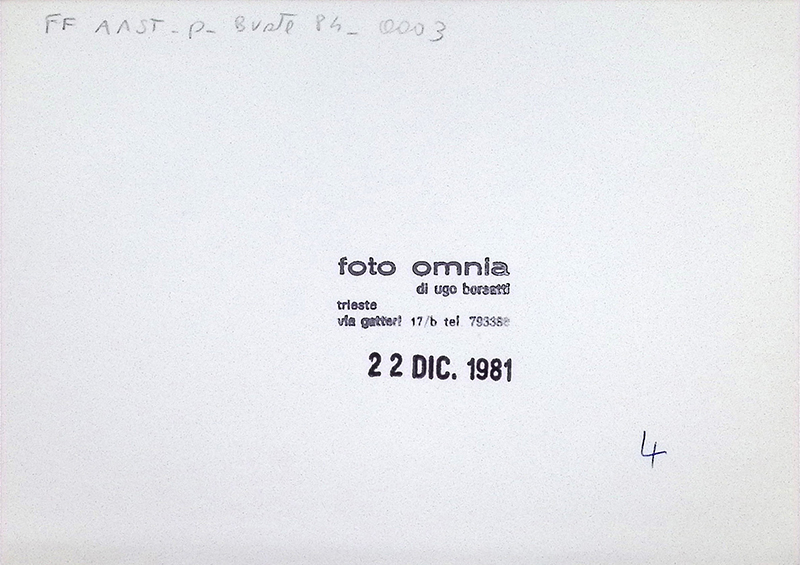 FF AAST - p - Buste 84 - 0003
foto omnia
di ugo borsatti
trieste
via gatteri 17/b tel
22 DIC. 1981
4